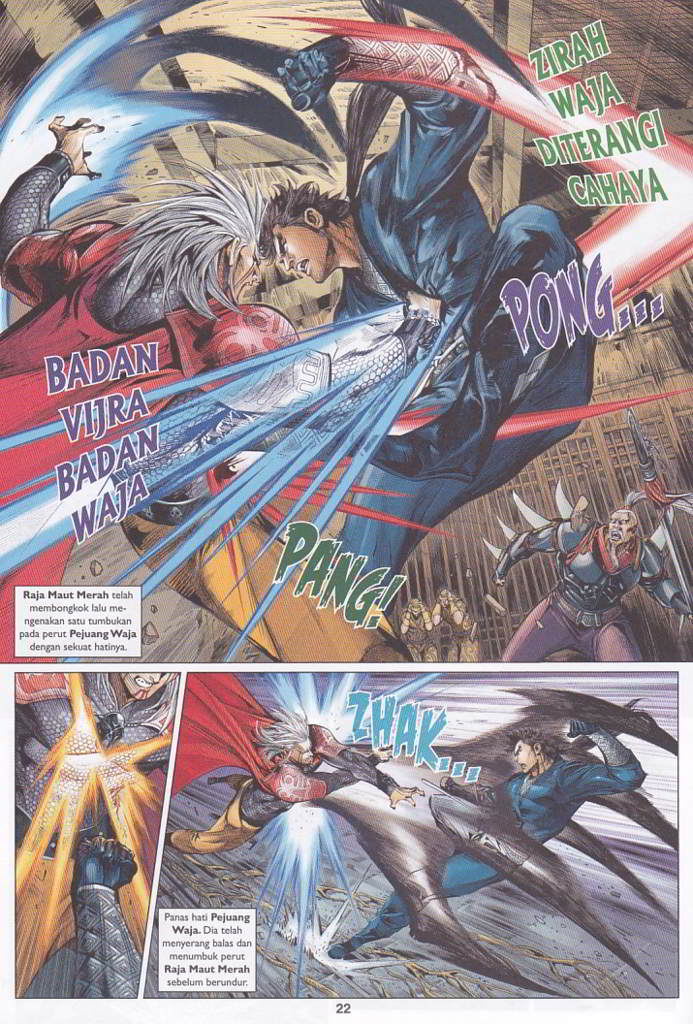 ZIRAH
WAJA
DITERANGI
CAHAYA
PONG...
BADAN
VIJRA
BADAN
WAJA
PANG!
Raja Maut Merah telah
membongkok lalu me-
ngenakan satu tumbukan
pada perut Pejuang Waja
dengan sekuat hatinya.
ZHAK...
Panas hati Pejuang
Waja. Dia telah
menyerang balas dan
menumbuk perut
Raja Maut Merah
sebelum berundur.
22